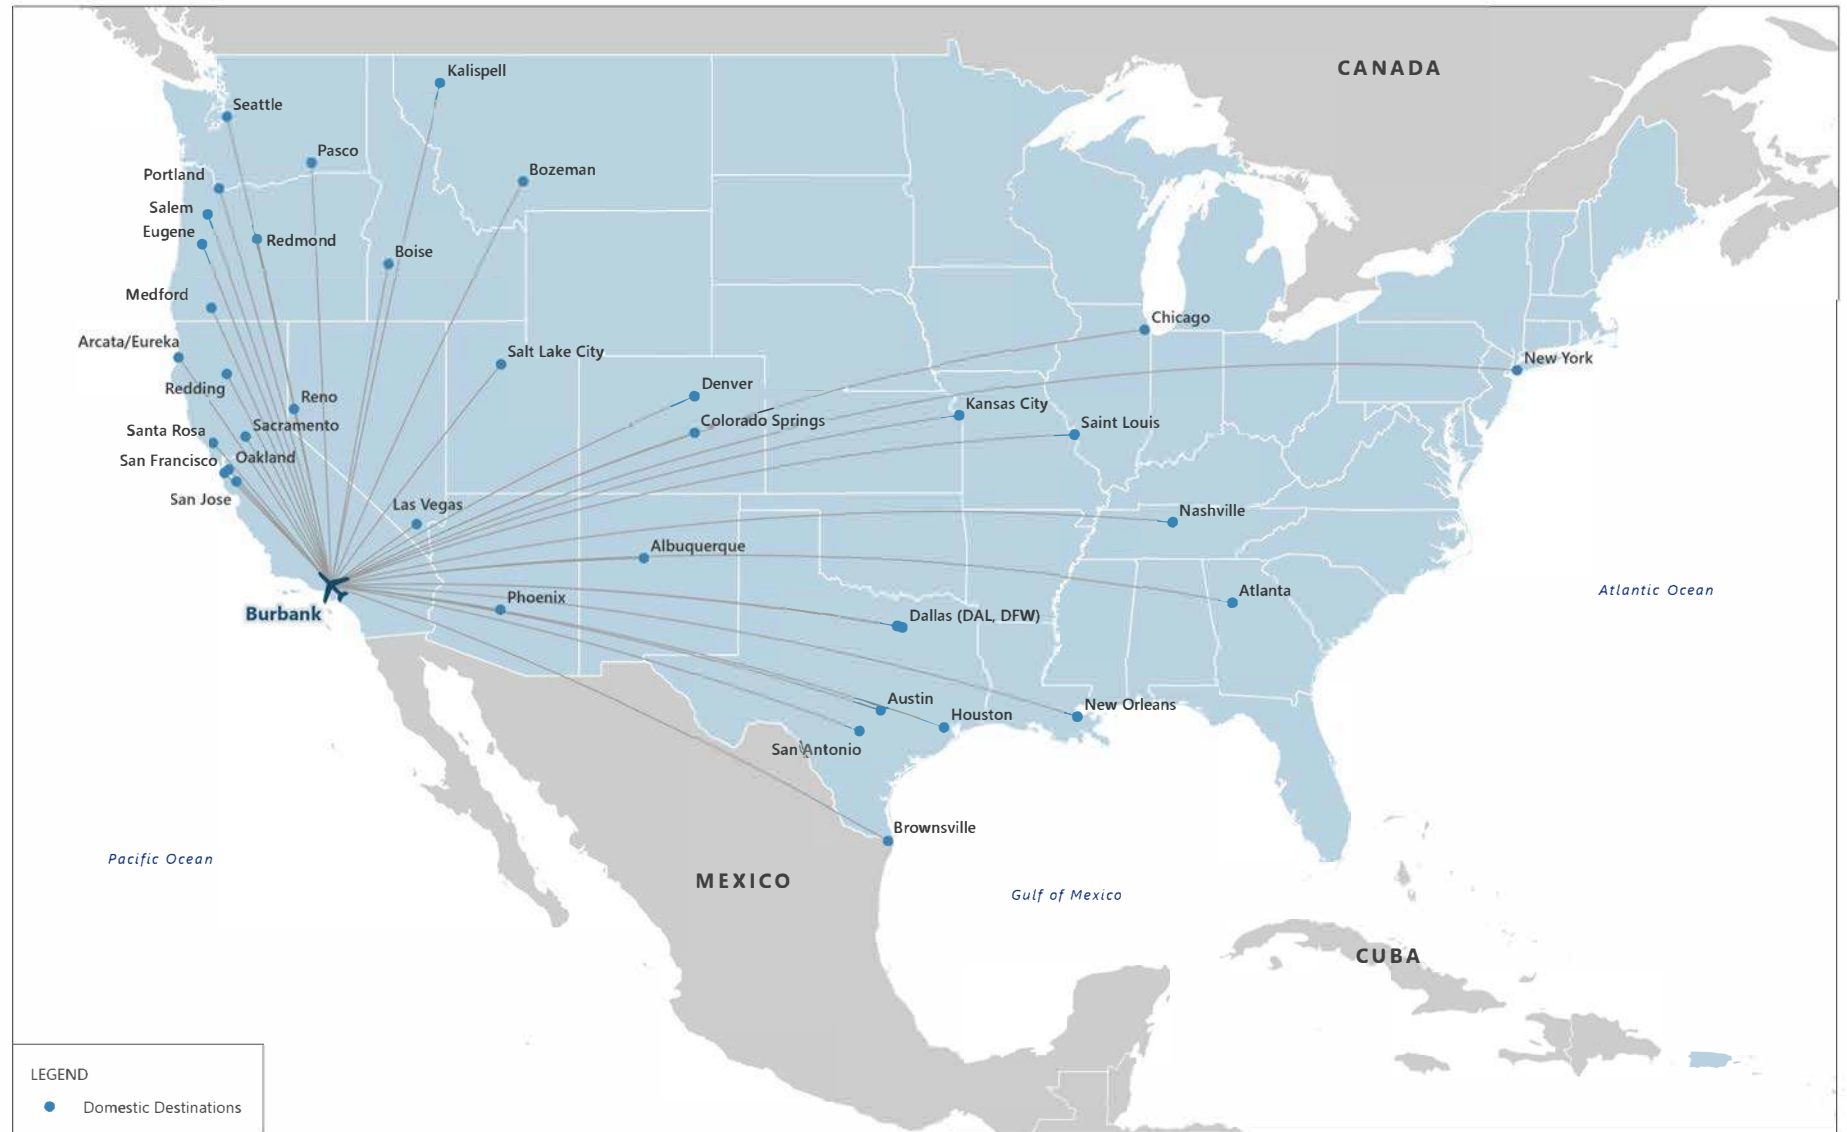 CANADA
Kalispell
Seattle
Pasco
Bozeman
Portland
Salem
Eugene
Redmond
Boise
Medford
Chicago
Arcata/Eureka
Salt Lake City
New York
Redding
Denver
Reno
Kansas City
Colorado Springs
Saint Louis
Sacramento
Santa Rosa
Oakland
San Francisco
San Jose
Las Vegas
Nashville
Albuquerque
Atlanta
Atlantic Ocean
Phoenix
Burbank
Dallas (DAL, DFW)
Austin
New Orleans
Houston
San Antonio
Brownsville
Pacific Ocean
MEXICO
Gulf of Mexico
CUBA
LEGEND
Domestic Destinations